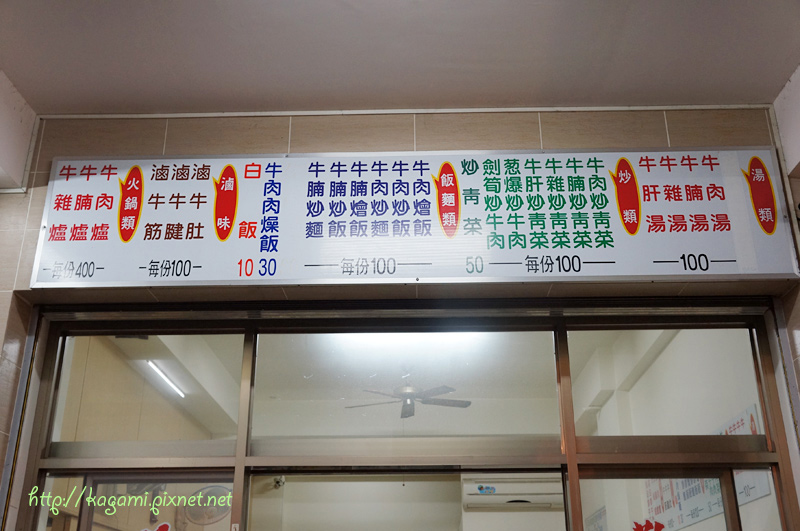 湯類
牛肉湯
牛腩湯
牛雜湯
牛肝湯
100
炒類
牛肉炒青菜
牛腩炒青菜
牛雜炒青菜
牛肝炒青菜
葱爆炒牛肉
劍筍炒牛肉
每份100
炒青菜
50
飯麵類
牛肉燴飯
牛肉炒飯
牛肉炒麵
牛腩燴飯
牛腩炒飯
牛腩炒麵
每份100
牛肉肉燥飯
30
白飯
10
滷味
滷牛肚
滷牛腱
滷牛筋
每份100
火鍋類
牛肉爐
牛腩爐
牛雜爐
每份400
http://kagami.pixnet.net